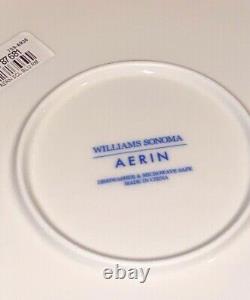 WILLIAMS SONOMA
AERIN
DISHWASHER & MICROWAVE SAFE
MADE IN CHINA